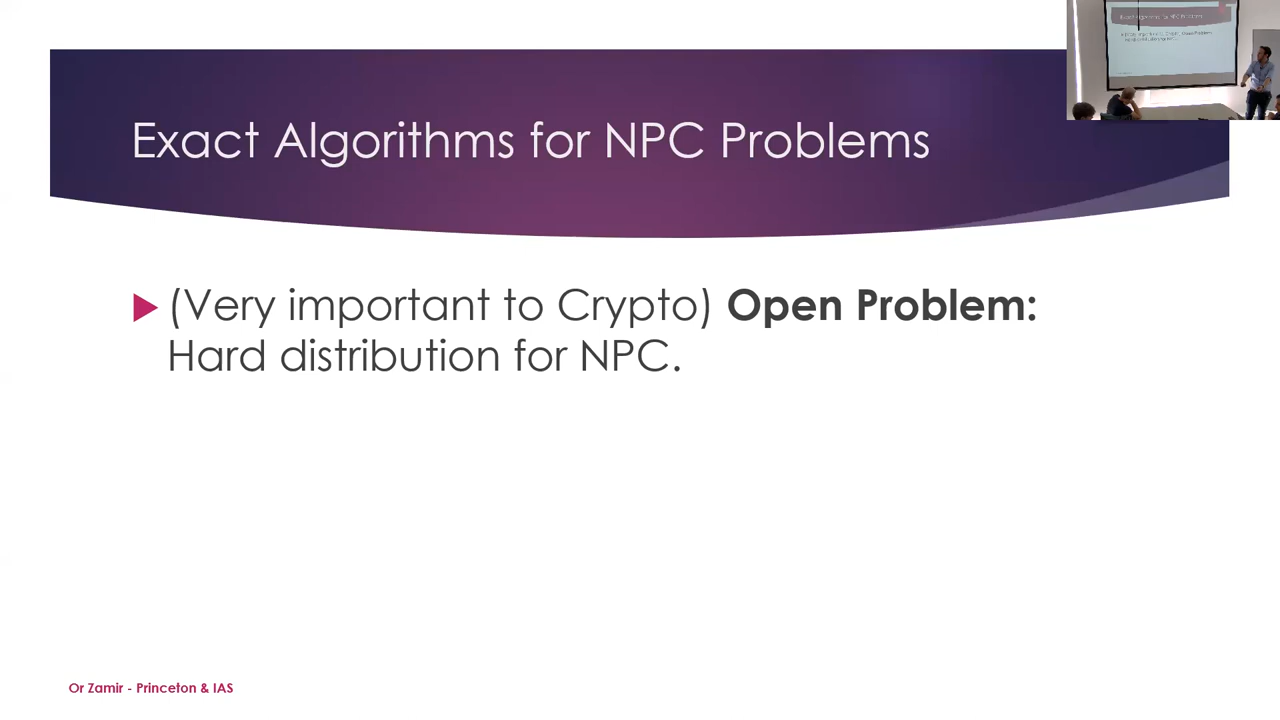 Exact Algorithms for NPC Problems
(Very important to Crypto) Open Problem:
Hard distribution for NPC.
Or Zamir - Princeton & IAS